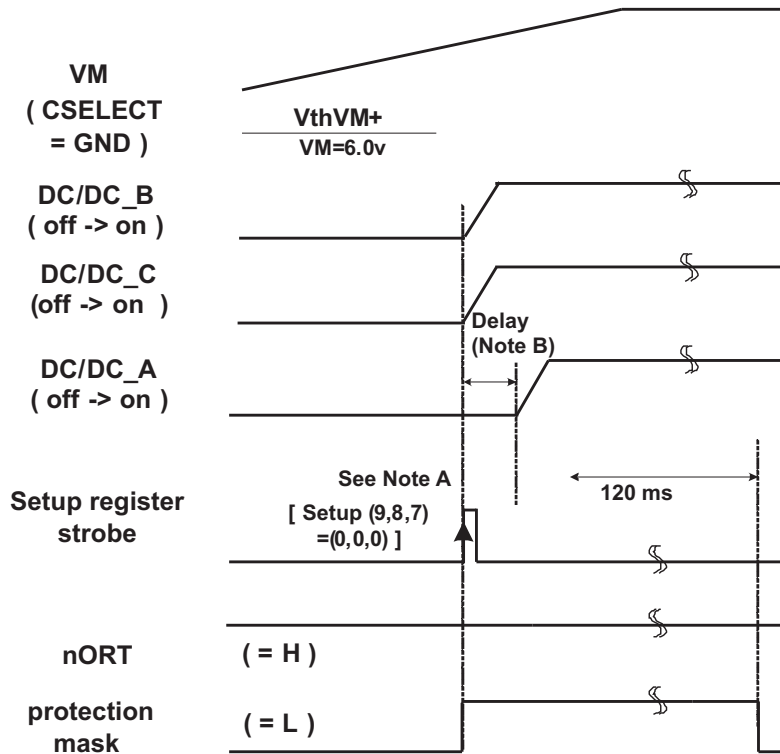 VM
( CSELECT
= GND )
VthVM+
VM=6.0v
DC/DC_B
( off -> on )
DC/DC_C
(off -> on )
Delay
(Note B)
DC/DC_A
( off -> on )
See Note A
120 ms
Setup register
strobe
[ Setup (9,8,7)
=(0,0,0) ]
nORT
( = H )
protection
mask
( = L )